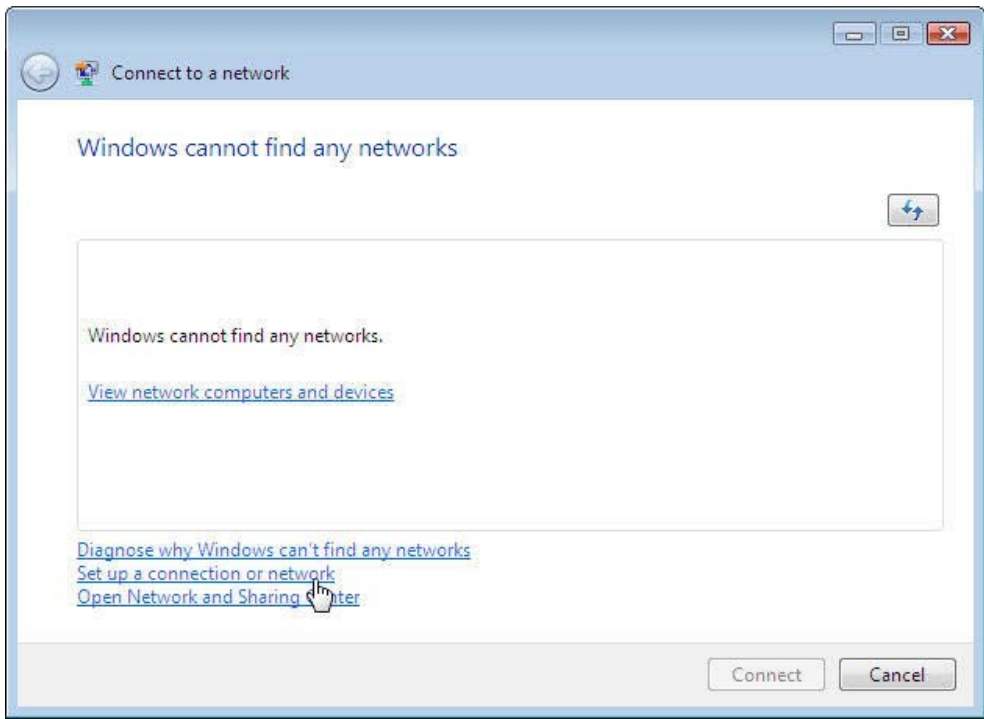 Connect to a network
Windows cannot find any networks
Windows cannot find any networks.
View network computers and devices
Diagnose why Windows can't find any networks
Set up a connection or network
Open Network and Sharing Center
Connect
Cancel